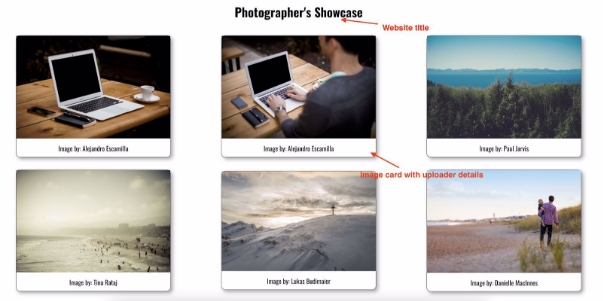 Photographer's Showcase
Website title
Image by: Alejandro Escamilla
Image by: Alejandro Escamilla
Image by: Paul Jarvis
Image card with uploader details
Image by: Tina Rataj
Image by: Lukas Budimaier
Image by: Danielle MacInnes